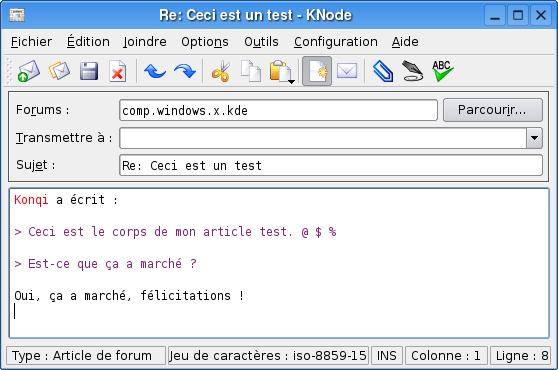 Re: Ceci est un test - KNode
Fichier Édition Joindre Options Outils Configuration Aide
ABC
Forums : comp.windows.x.kde Parcourir...
Transmettre à :
Sujet : Re: Ceci est un test
Konqi a écrit :
> Ceci est le corps de mon article test. @ $ %
> Est-ce que ça a marché ?
Oui, ça a marché, félicitations !
Type : Article de forum Jeu de caractères : iso-8859-15 INS Colonne : 1 Ligne : 8